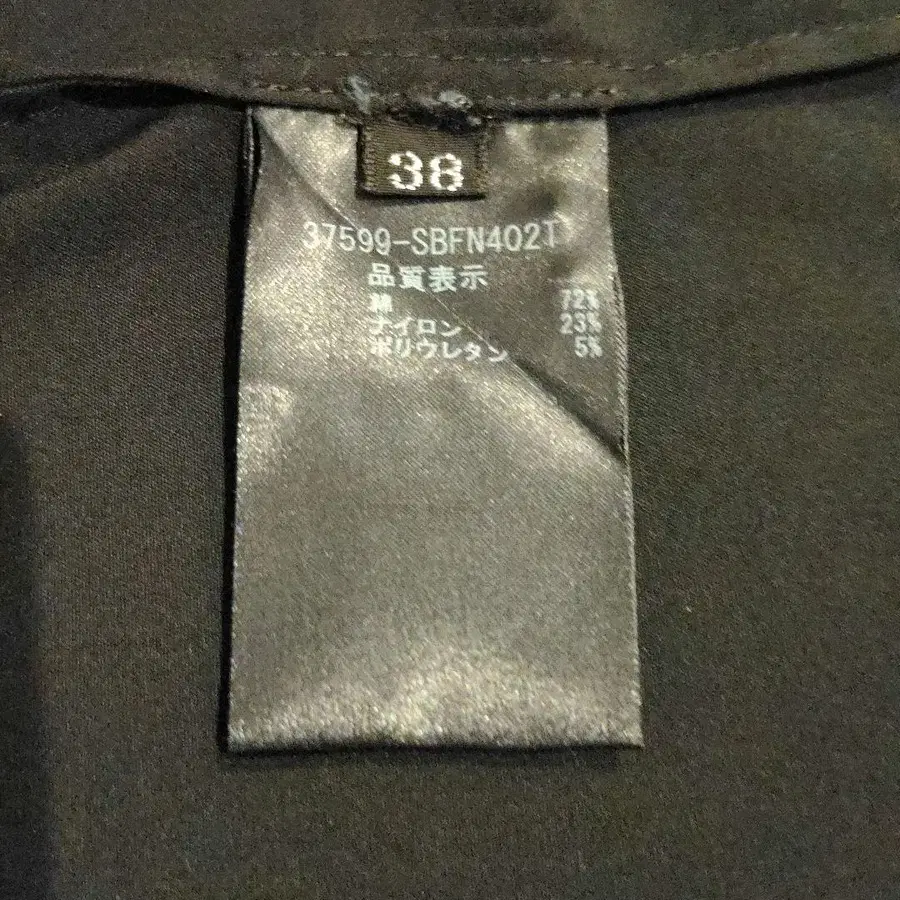 38
37599-SBFN402T
品質表示
綿 72%
ナイロン 23%
ポリウレタン 5%